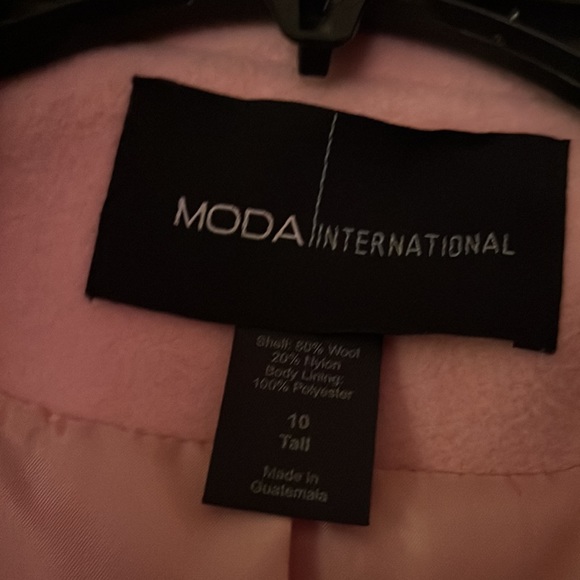 MODA INTERNATIONAL
Shell: 80% Wool
20% Nylon
Body Lining:
100% Polyester
10
Tall
Made in
Guatemala